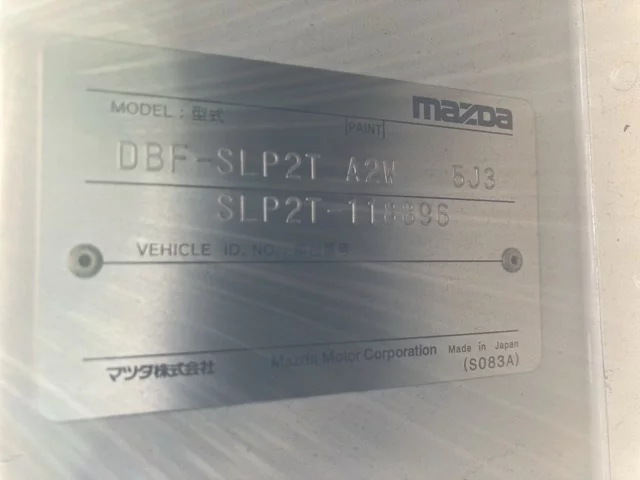 mazda
MODEL ; 型式 [PAINT]
DBF-SLP2T A2W 5J3
SLP2T-118896
VEHICLE ID. NO.
マツダ株式会社 Mazda Motor Corporation Made in Japan
(S083A)